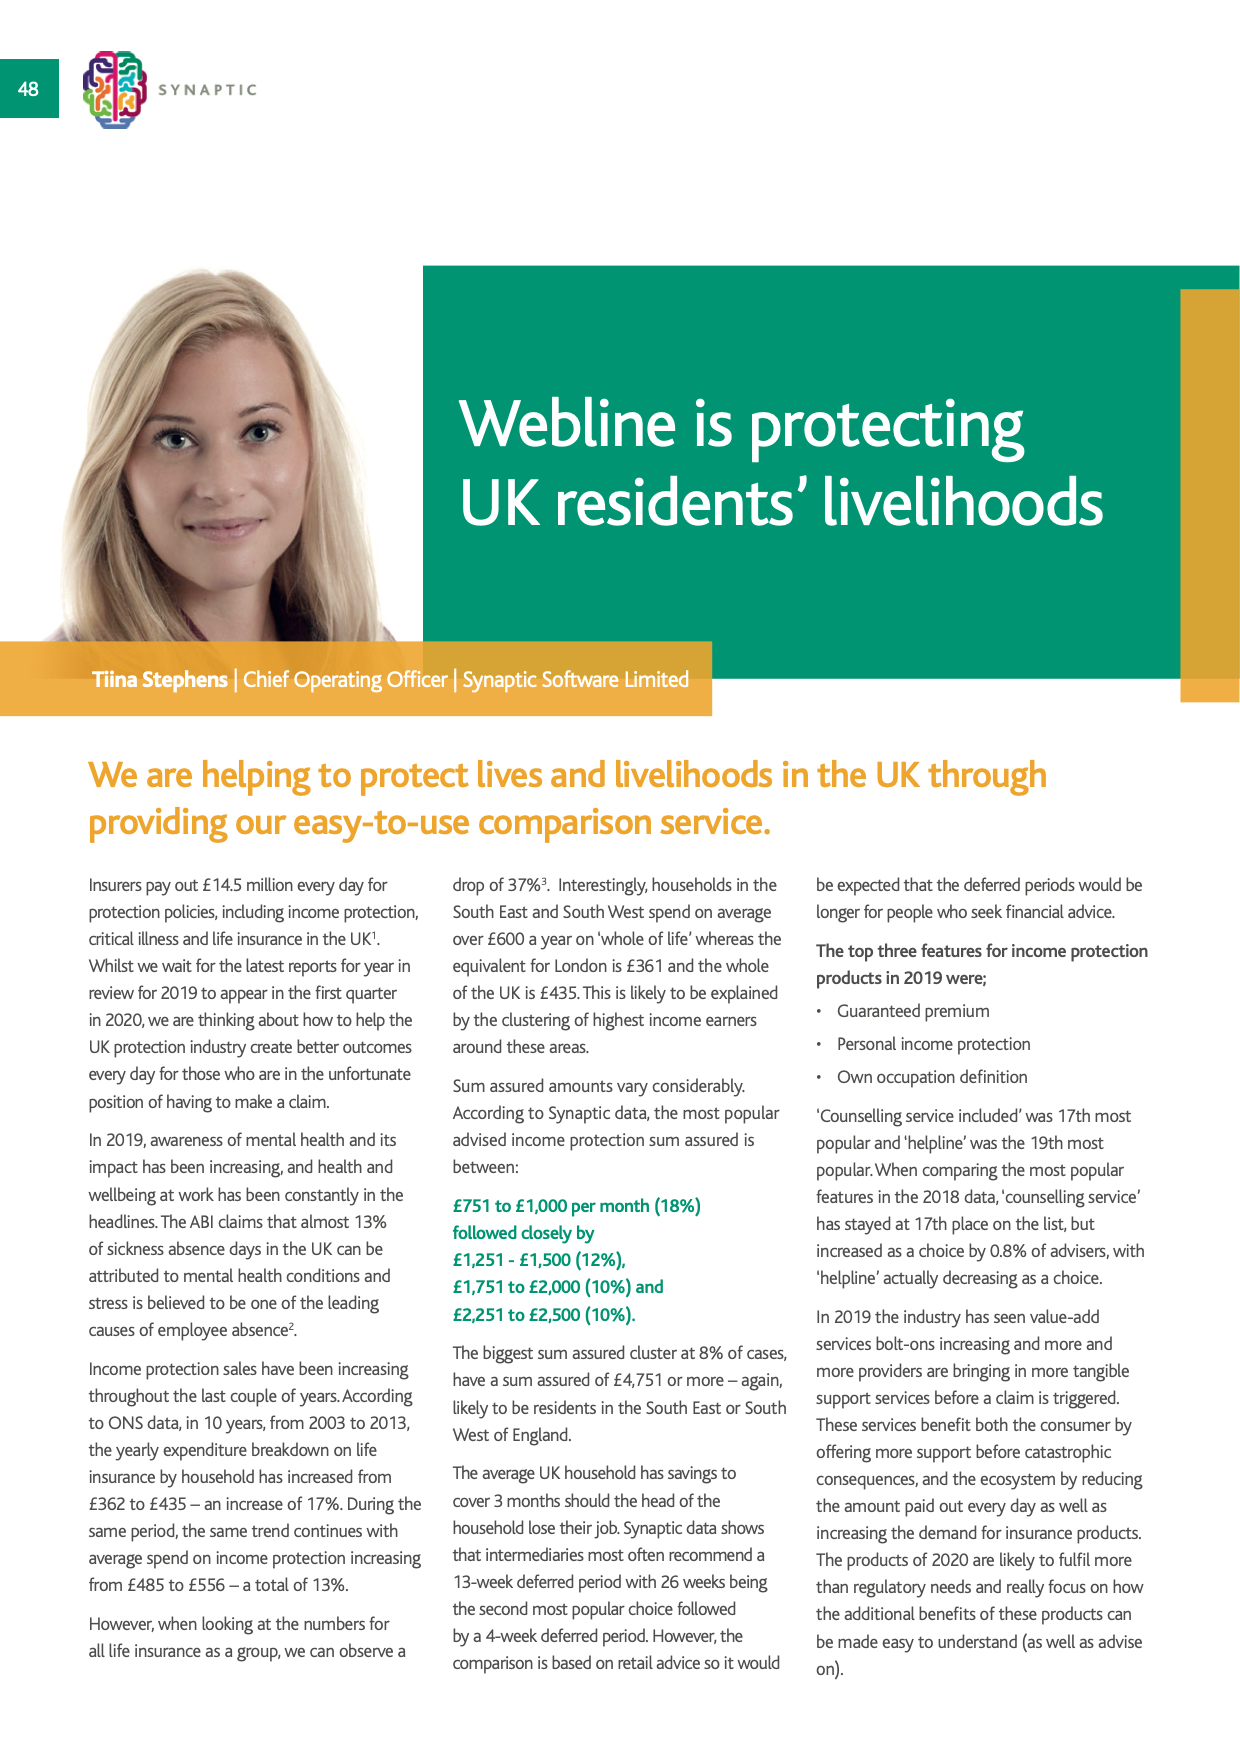 48
SYNAPTIC
Webline is protecting
UK residents’ livelihoods
Tiina Stephens | Chief Operating Officer | Synaptic Software Limited
We are helping to protect lives and livelihoods in the UK through
providing our easy-to-use comparison service.
Insurers pay out £14.5 million every day for
protection policies, including income protection,
critical illness and life insurance in the UK¹.
Whilst we wait for the latest reports for year in
review for 2019 to appear in the first quarter
in 2020, we are thinking about how to help the
UK protection industry create better outcomes
every day for those who are in the unfortunate
position of having to make a claim.
In 2019, awareness of mental health and its
impact has been increasing, and health and
wellbeing at work has been constantly in the
headlines. The ABI claims that almost 13%
of sickness absence days in the UK can be
attributed to mental health conditions and
stress is believed to be one of the leading
causes of employee absence².
Income protection sales have been increasing
throughout the last couple of years. According
to ONS data, in 10 years, from 2003 to 2013,
the yearly expenditure breakdown on life
insurance by household has increased from
£362 to £435 – an increase of 17%. During the
same period, the same trend continues with
average spend on income protection increasing
from £485 to £556 – a total of 13%.
However, when looking at the numbers for
all life insurance as a group, we can observe a
drop of 37%³. Interestingly, households in the
South East and South West spend on average
over £600 a year on ‘whole of life’ whereas the
equivalent for London is £361 and the whole
of the UK is £435. This is likely to be explained
by the clustering of highest income earners
around these areas.
Sum assured amounts vary considerably.
According to Synaptic data, the most popular
advised income protection sum assured is
between:
£751 to £1,000 per month (18%)
followed closely by
£1,251 - £1,500 (12%),
£1,751 to £2,000 (10%) and
£2,251 to £2,500 (10%).
The biggest sum assured cluster at 8% of cases,
have a sum assured of £4,751 or more – again,
likely to be residents in the South East or South
West of England.
The average UK household has savings to
cover 3 months should the head of the
household lose their job. Synaptic data shows
that intermediaries most often recommend a
13-week deferred period with 26 weeks being
the second most popular choice followed
by a 4-week deferred period. However, the
comparison is based on retail advice so it would
be expected that the deferred periods would be
longer for people who seek financial advice.
The top three features for income protection
products in 2019 were;
• Guaranteed premium
• Personal income protection
• Own occupation definition
‘Counselling service included’ was 17th most
popular and ‘helpline’ was the 19th most
popular. When comparing the most popular
features in the 2018 data, ‘counselling service’
has stayed at 17th place on the list, but
increased as a choice by 0.8% of advisers, with
‘helpline’ actually decreasing as a choice.
In 2019 the industry has seen value-add
services bolt-ons increasing and more and
more providers are bringing in more tangible
support services before a claim is triggered.
These services benefit both the consumer by
offering more support before catastrophic
consequences, and the ecosystem by reducing
the amount paid out every day as well as
increasing the demand for insurance products.
The products of 2020 are likely to fulfil more
than regulatory needs and really focus on how
the additional benefits of these products can
be made easy to understand (as well as advise
on).